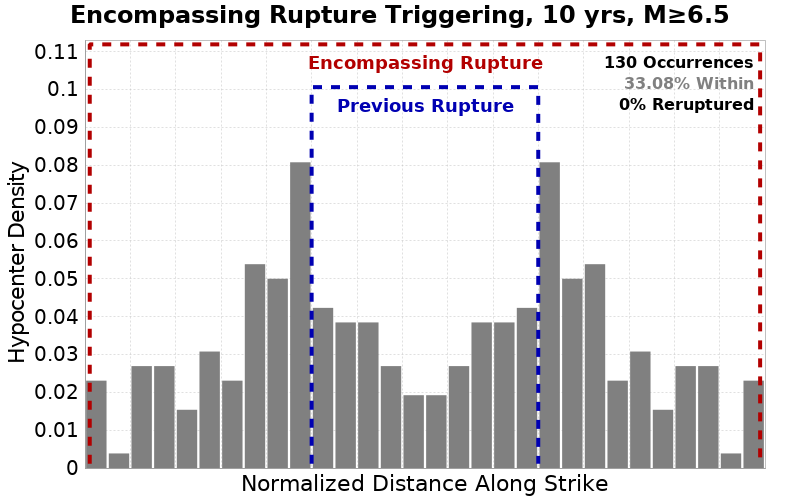 Encompassing Rupture Triggering, 10 yrs, M≥6.5
0.11
0.1
0.09
0.08
0.07
0.06
0.05
0.04
0.03
0.02
0.01
0
Hypocenter Density
Encompassing Rupture
Previous Rupture
130 Occurrences
33.08% Within
0% Reruptured
Normalized Distance Along Strike